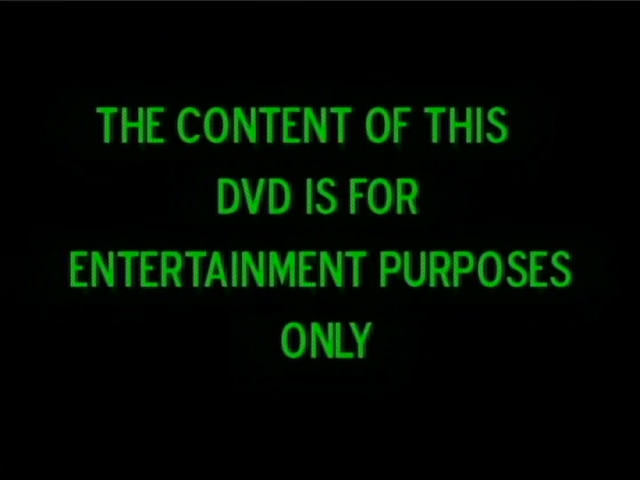 THE CONTENT OF THIS
DVD IS FOR
ENTERTAINMENT PURPOSES
ONLY